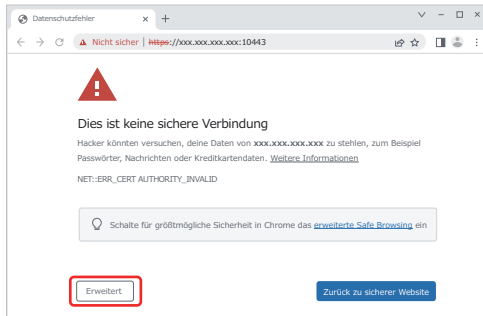 Datenschutzfehler
Nicht sicher | https://xxx.xxx.xxx.xxx:10443
Dies ist keine sichere Verbindung
Hacker könnten versuchen, deine Daten von xxx.xxx.xxx.xxx zu stehlen, zum Beispiel
Passwörter, Nachrichten oder Kreditkartendaten. Weitere Informationen
NET::ERR_CERT AUTHORITY_INVALID
Schalte für größtmögliche Sicherheit in Chrome das erweiterte Safe Browsing ein
Erweitert
Zurück zu sicherer Website